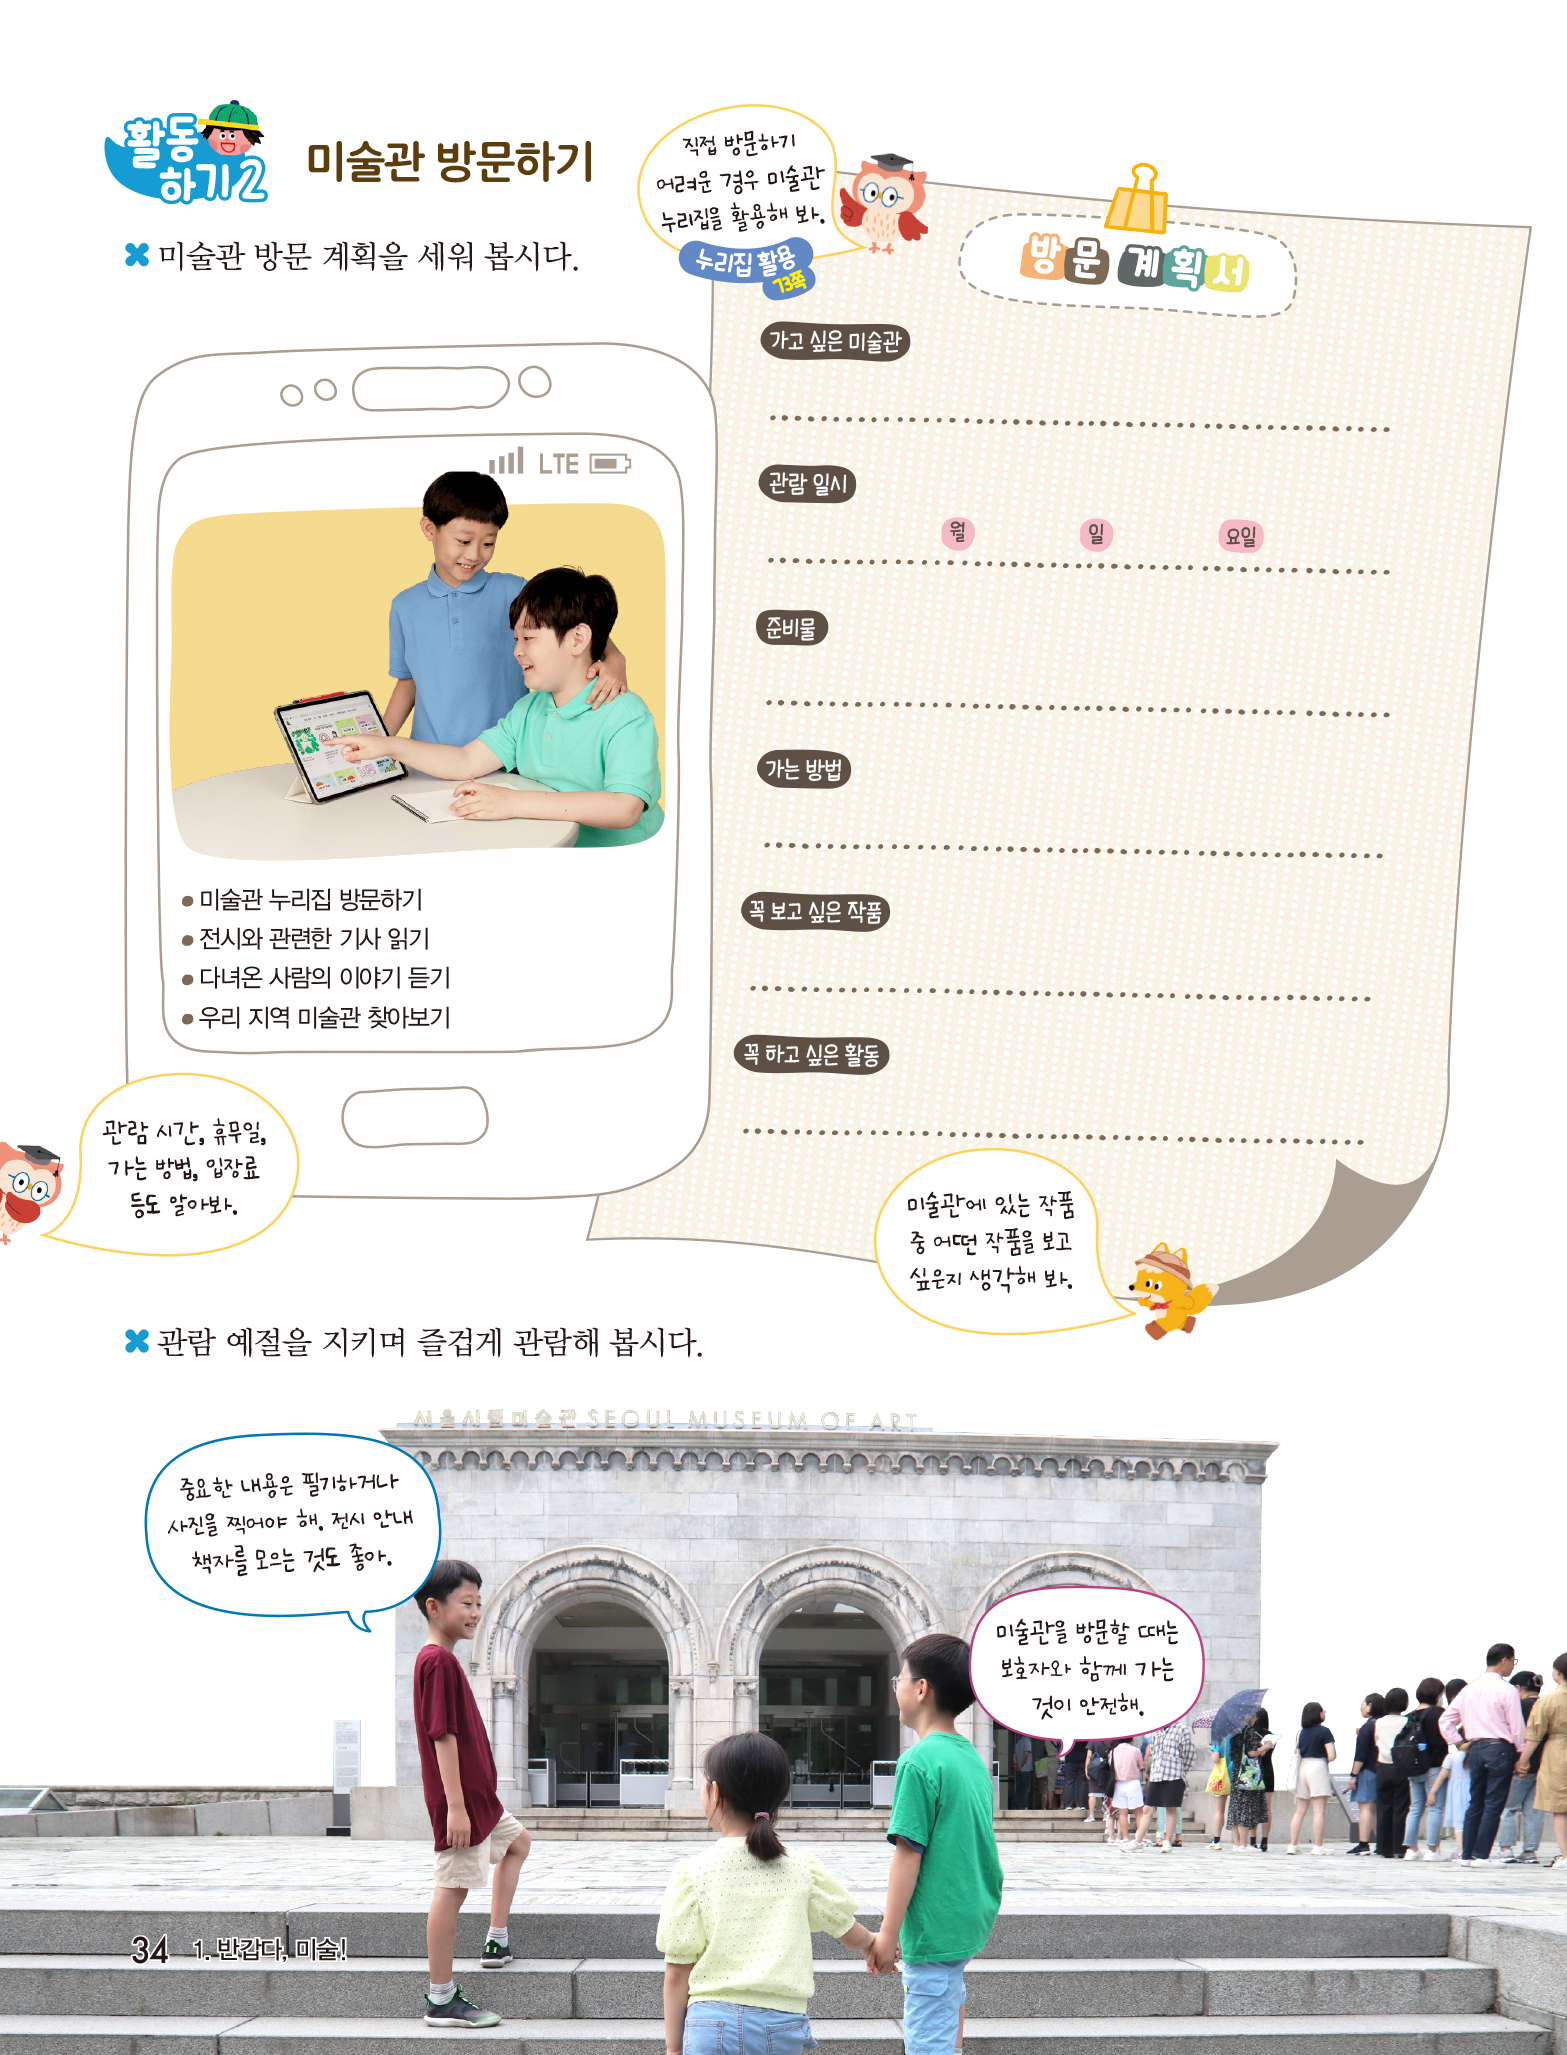 활동
하기2
미술관 방문하기
직접 방문하기
어려운 경우 미술관
누리집을 활용해 봐.
누리집 활용
73쪽
미술관 방문 계획을 세워 봅시다.
방문 계획서
가고 싶은 미술관
관람 일시
월 일 요일
준비물
가는 방법
꼭 보고 싶은 작품
꼭 하고 싶은 활동
LTE
미술관 누리집 방문하기
전시와 관련한 기사 읽기
다녀온 사람의 이야기 듣기
우리 지역 미술관 찾아보기
관람 시간, 휴무일,
가는 방법, 입장료
등도 알아봐.
미술관에 있는 작품
중 어떤 작품을 보고
싶은지 생각해 봐.
관람 예절을 지키며 즐겁게 관람해 봅시다.
서울시립미술관 SEOUL MUSEUM OF ART
중요한 내용은 필기하거나
사진을 찍어야 해. 전시 안내
책자를 모으는 것도 좋아.
미술관을 방문할 때는
보호자와 함께 가는
것이 안전해.
34 1. 반갑다, 미술!